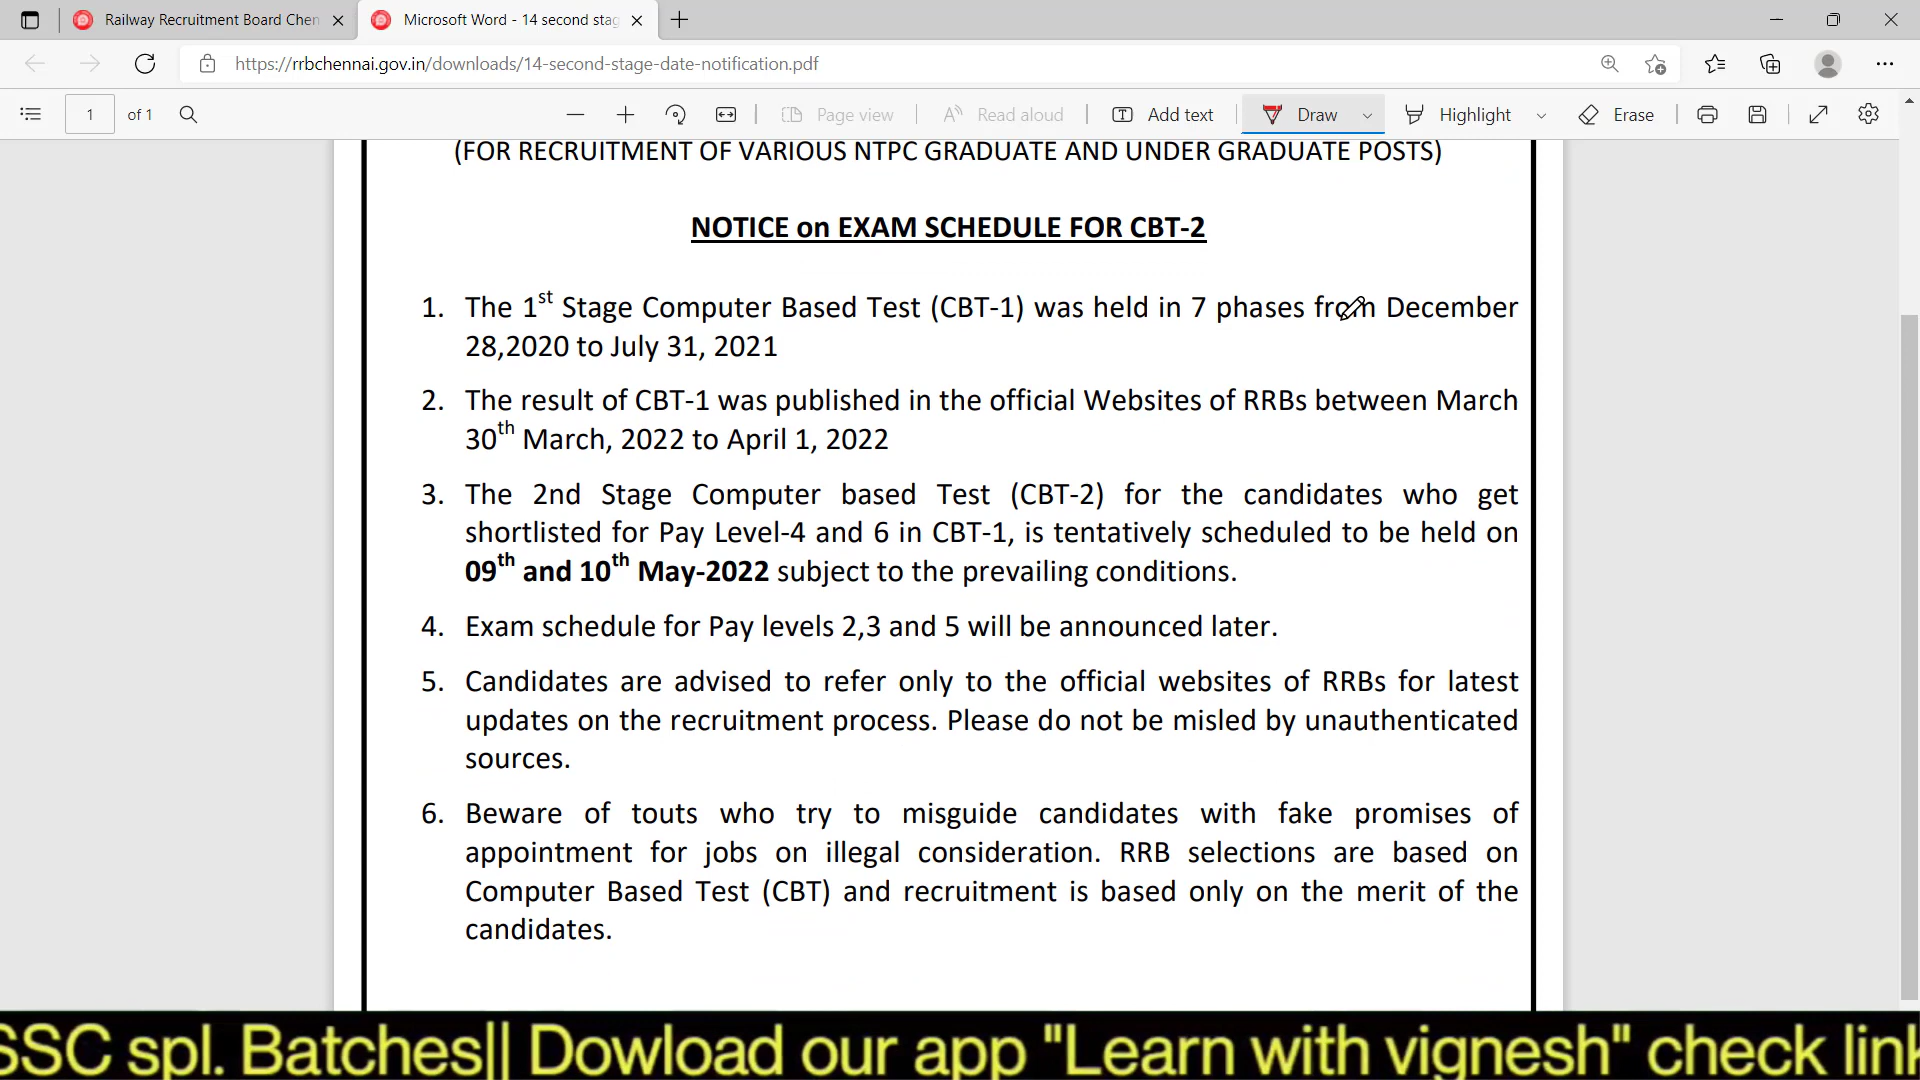 Railway Recruitment Board Chen
Microsoft Word - 14 second stag
https://rrbchennai.gov.in/downloads/14-second-stage-date-notification.pdf
1 of 1
Page view
Read aloud
Add text
Draw
Highlight
Erase
(FOR RECRUITMENT OF VARIOUS NTPC GRADUATE AND UNDER GRADUATE POSTS)
NOTICE on EXAM SCHEDULE FOR CBT-2
1. The 1st Stage Computer Based Test (CBT-1) was held in 7 phases from December
28,2020 to July 31, 2021
2. The result of CBT-1 was published in the official Websites of RRBs between March
30th March, 2022 to April 1, 2022
3. The 2nd Stage Computer based Test (CBT-2) for the candidates who get
shortlisted for Pay Level-4 and 6 in CBT-1, is tentatively scheduled to be held on
09th and 10th May-2022 subject to the prevailing conditions.
4. Exam schedule for Pay levels 2,3 and 5 will be announced later.
5. Candidates are advised to refer only to the official websites of RRBs for latest
updates on the recruitment process. Please do not be misled by unauthenticated
sources.
6. Beware of touts who try to misguide candidates with fake promises of
appointment for jobs on illegal consideration. RRB selections are based on
Computer Based Test (CBT) and recruitment is based only on the merit of the
candidates.
SSC spl. Batches|| Dowload our app "Learn with vignesh" check link